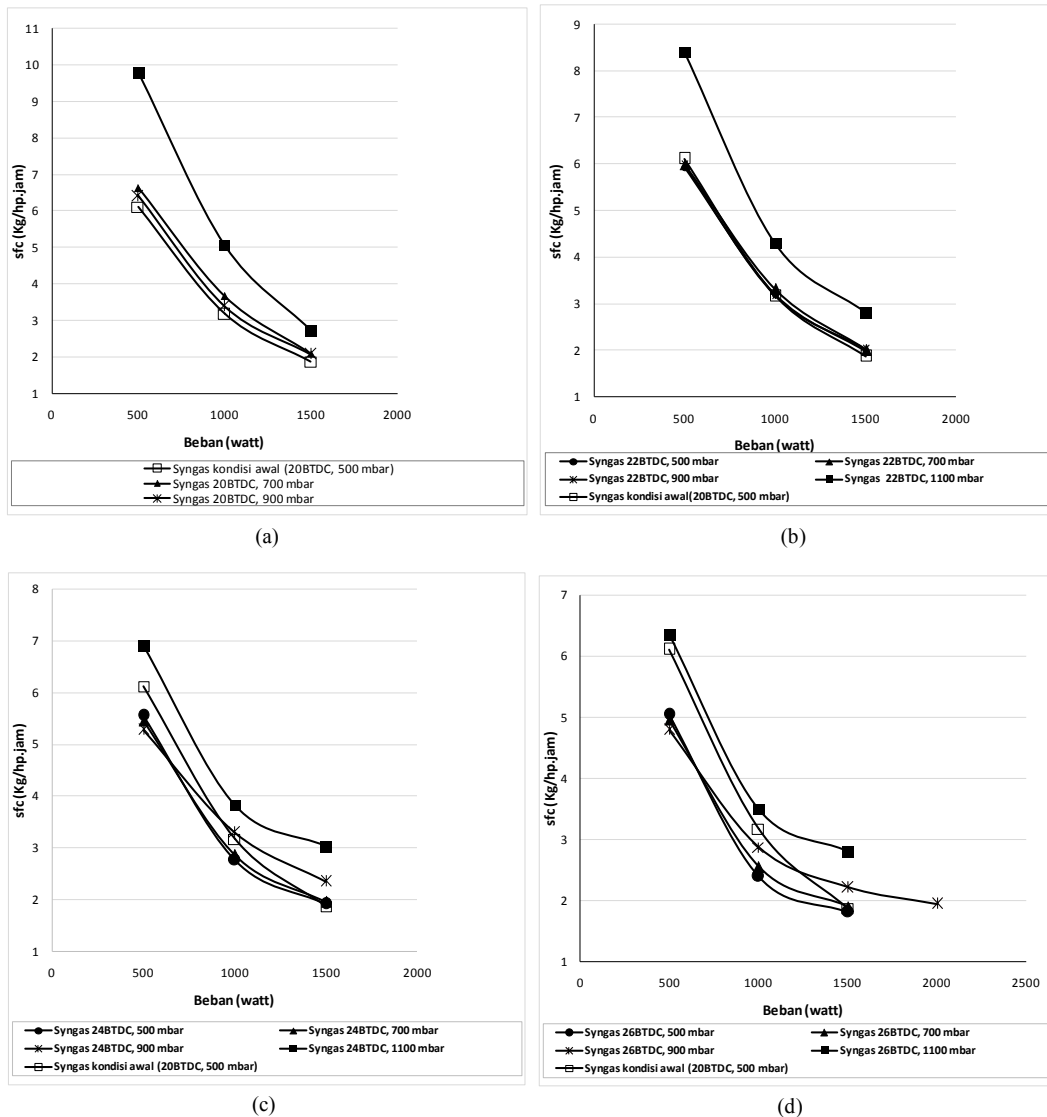 11
10
9
8
7
6
5
4
3
2
1
sfc (Kg/hp.jam)
0 500 1000 1500 2000
Beban (watt)
Syngas kondisi awal (20BTDC, 500 mbar)
Syngas 20BTDC, 700 mbar
Syngas 20BTDC, 900 mbar
(a)
9
8
7
6
5
4
3
2
1
sfc (Kg/hp.jam)
0 500 1000 1500 2000
Beban (watt)
Syngas 22BTDC, 500 mbar Syngas 22BTDC, 700 mbar
Syngas 22BTDC, 900 mbar Syngas 22BTDC, 1100 mbar
Syngas kondisi awal(20BTDC, 500 mbar)
(b)
8
7
6
5
4
3
2
1
sfc (Kg/hp.jam)
0 500 1000 1500 2000
Beban (watt)
Syngas 24BTDC, 500 mbar Syngas 24BTDC, 700 mbar
Syngas 24BTDC, 900 mbar Syngas 24BTDC, 1100 mbar
Syngas kondisi awal (20BTDC, 500 mbar)
(c)
7
6
5
4
3
2
1
sfc (Kg/hp.jam)
0 500 1000 1500 2000 2500
Beban (watt)
Syngas 26BTDC, 500 mbar Syngas 26BTDC, 700 mbar
Syngas 26BTDC, 900 mbar Syngas 26BTDC, 1100 mbar
Syngas kondisi awal (20BTDC, 500 mbar)
(d)